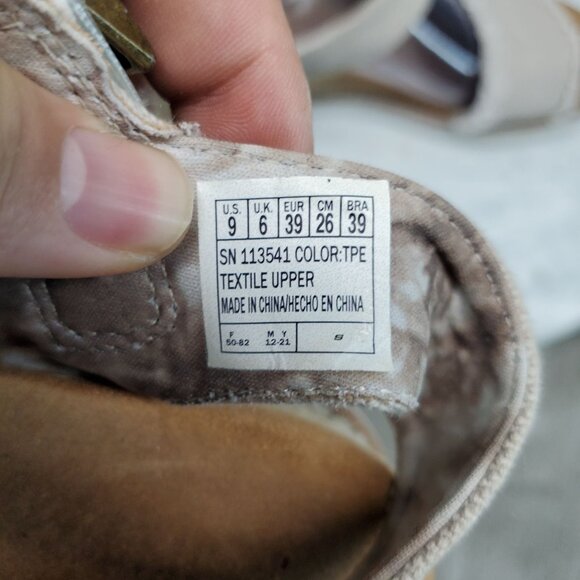 U.S. U.K. EUR CM BRA
9 6 39 26 39
SN 113541 COLOR:TPE
TEXTILE UPPER
MADE IN CHINA/HECHO EN CHINA
F M Y
50-82 12-21